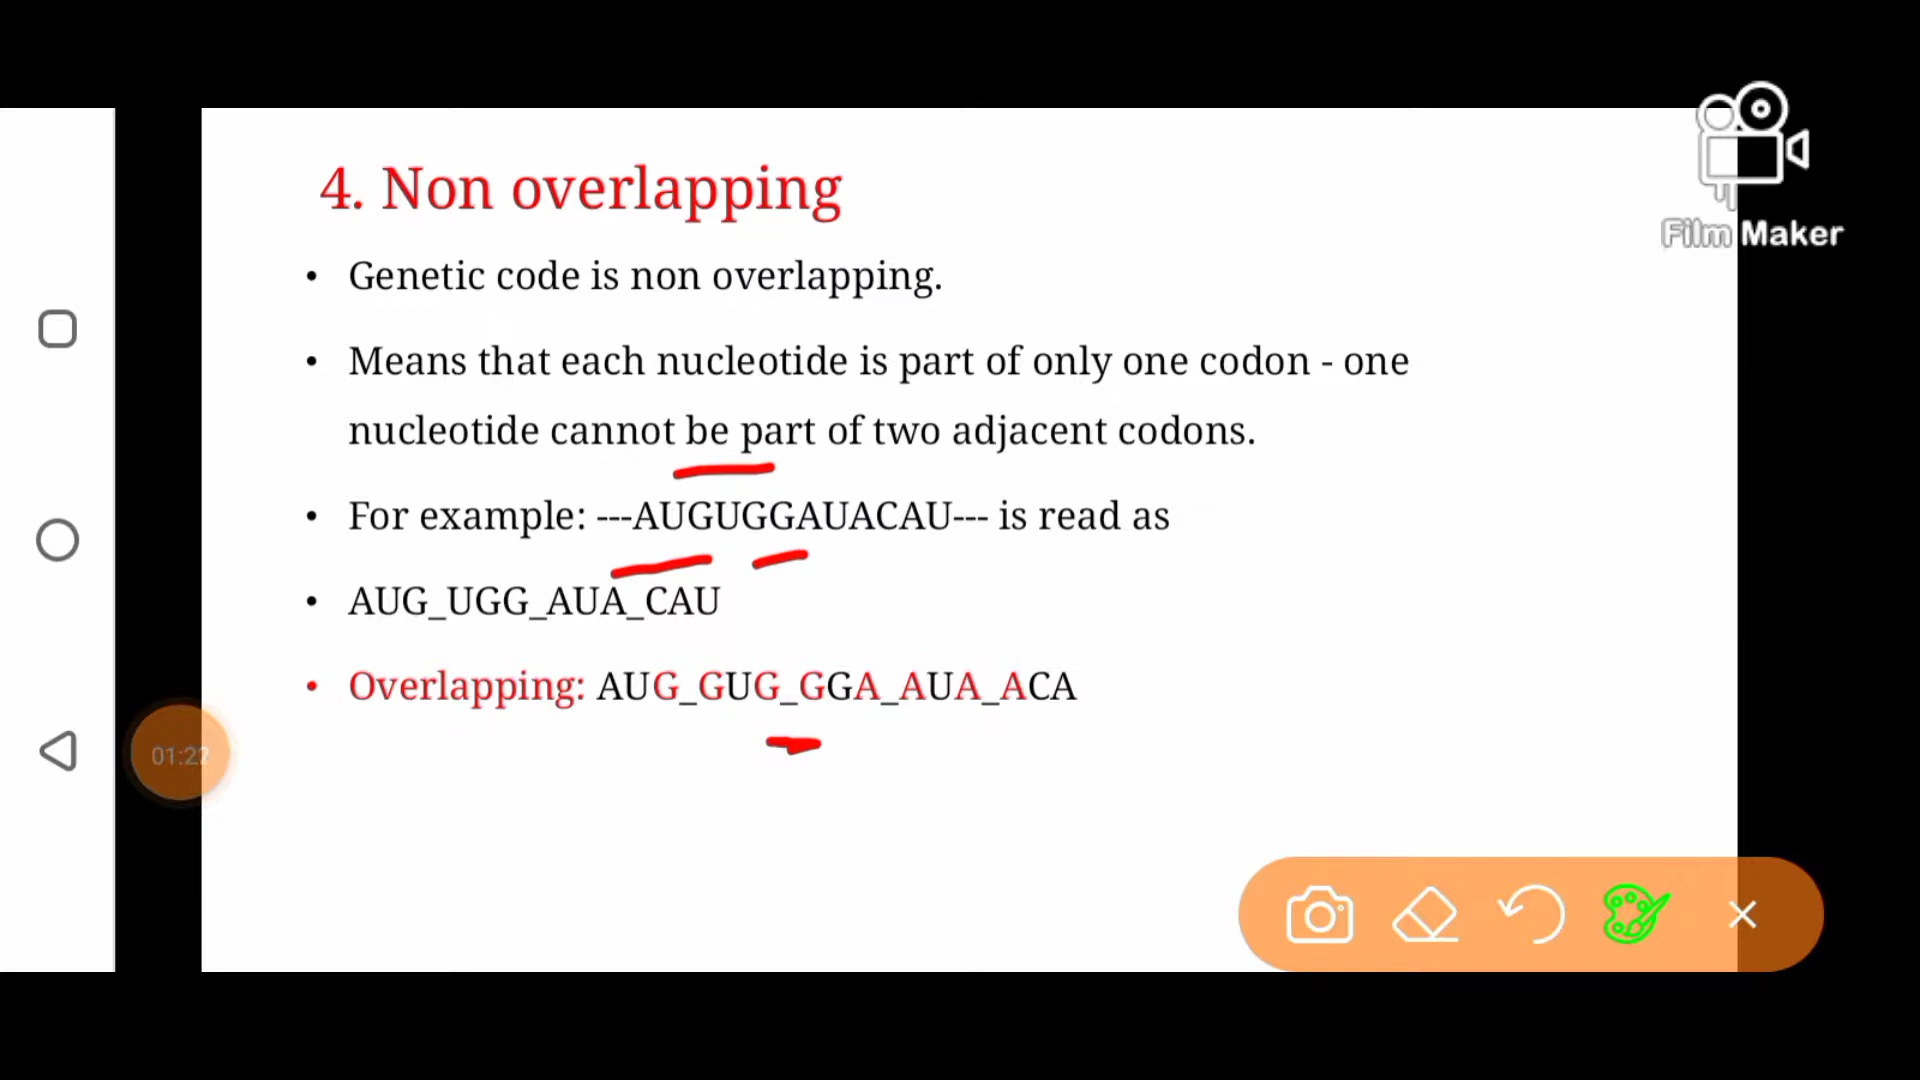 Film Maker
4. Non overlapping
• Genetic code is non overlapping.
• Means that each nucleotide is part of only one codon - one
nucleotide cannot be part of two adjacent codons.
• For example: ---AUGUGGAUACAU--- is read as
• AUG_UGG_AUA_CAU
• Overlapping: AUG_GUG_GGA_AUA_ACA
01:22